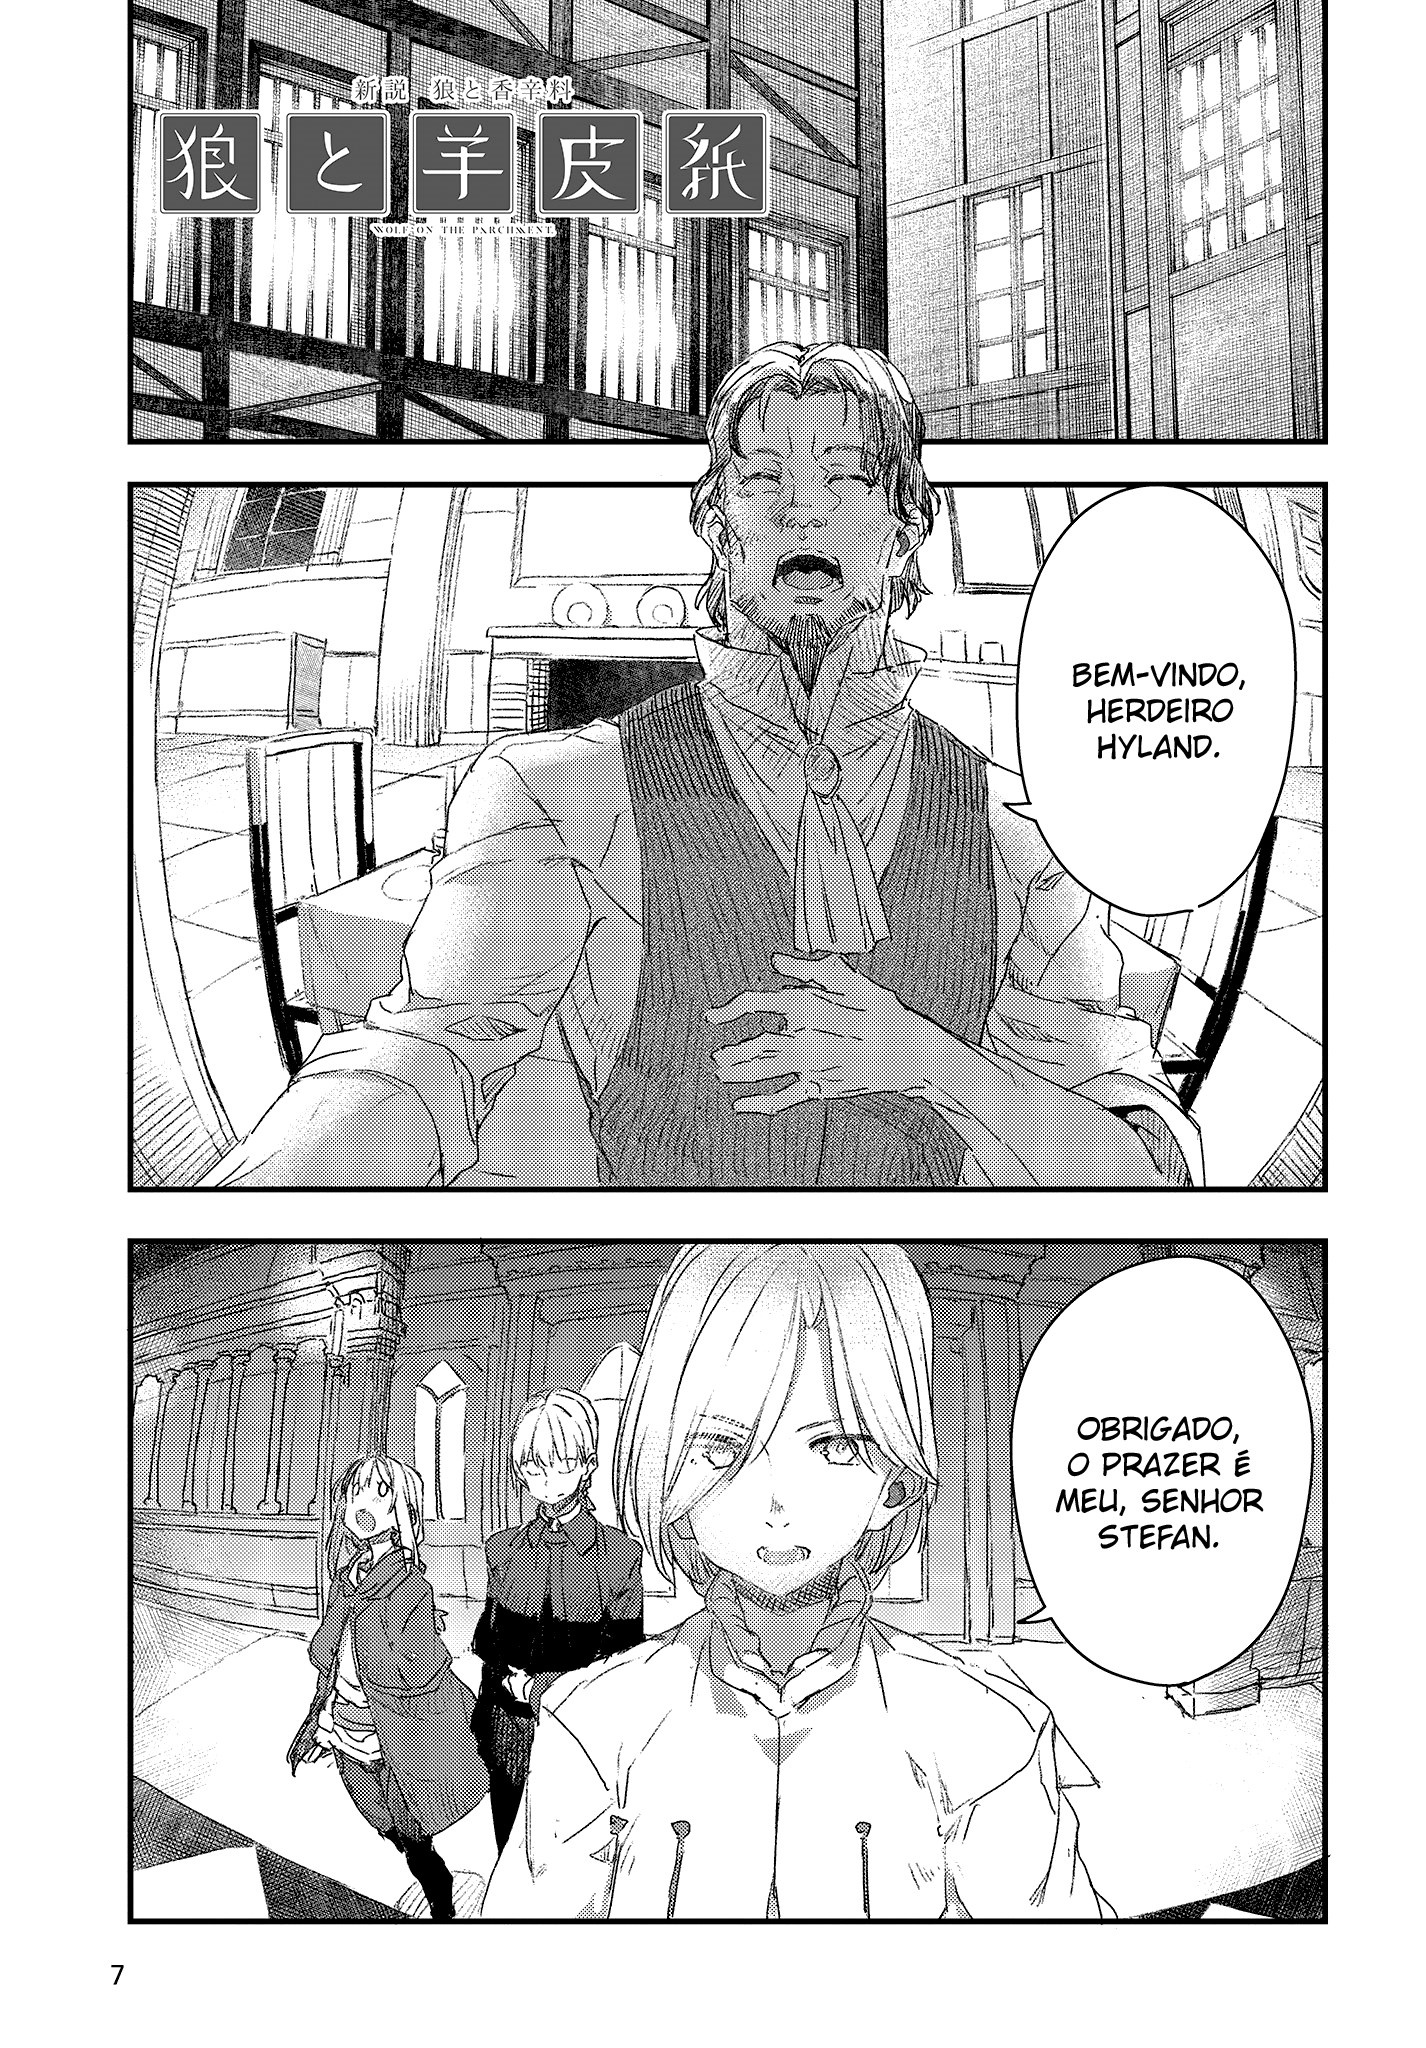 新説 狼と香辛料
狼と羊皮紙
WOLF ON THE PARCHMENT
BEM-VINDO,
HERDEIRO
HYLAND.
OBRIGADO,
O PRAZER É
MEU, SENHOR
STEFAN.
7